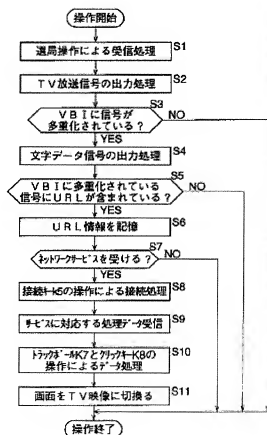 操作開始
S1
選局操作による受信処理
S2
TV放送信号の出力処理
S3
VBIに信号が
多重化されている?
NO
YES
S4
文字データ信号の出力処理
S5
VBIに多重化されている
信号にURLが含まれている?
NO
YES
S6
URL情報を記憶
S7
ネットワークサービスを受ける?
NO
YES
S8
接続キーK5の操作による接続処理
S9
サービスに対応する処理データ受信
S10
トラックボールK7とクリックキーK8の
操作によるデータ処理
S11
画面をTV映像に切換る
操作終了